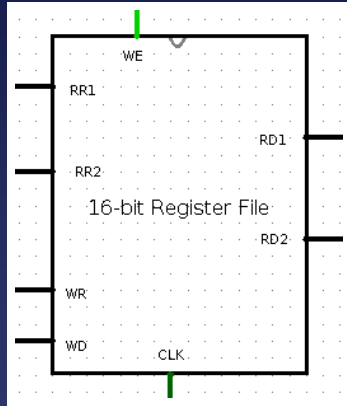 WE
RR1
RD1
RR2
16-bit Register File
RD2
WR
WD
CLK